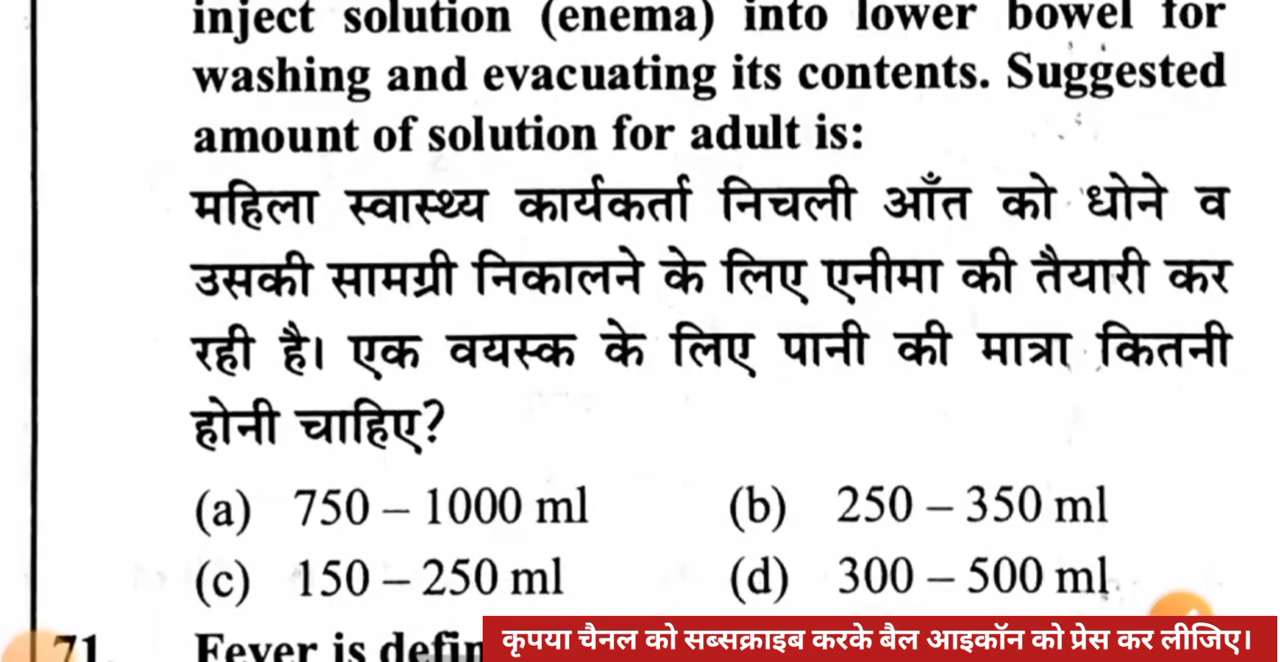 inject solution (enema) into lower bowel for
washing and evacuating its contents. Suggested
amount of solution for adult is:
महिला स्वास्थ्य कार्यकर्ता निचली आँत को धोने व
उसकी सामग्री निकालने के लिए एनीमा की तैयारी कर
रही है। एक वयस्क के लिए पानी की मात्रा कितनी
होनी चाहिए?
(a) 750 – 1000 ml (b) 250 – 350 ml
(c) 150 – 250 ml (d) 300 – 500 ml
71. Fever is defin
कृपया चैनल को सब्सक्राइब करके बैल आइकॉन को प्रेस कर लीजिए।